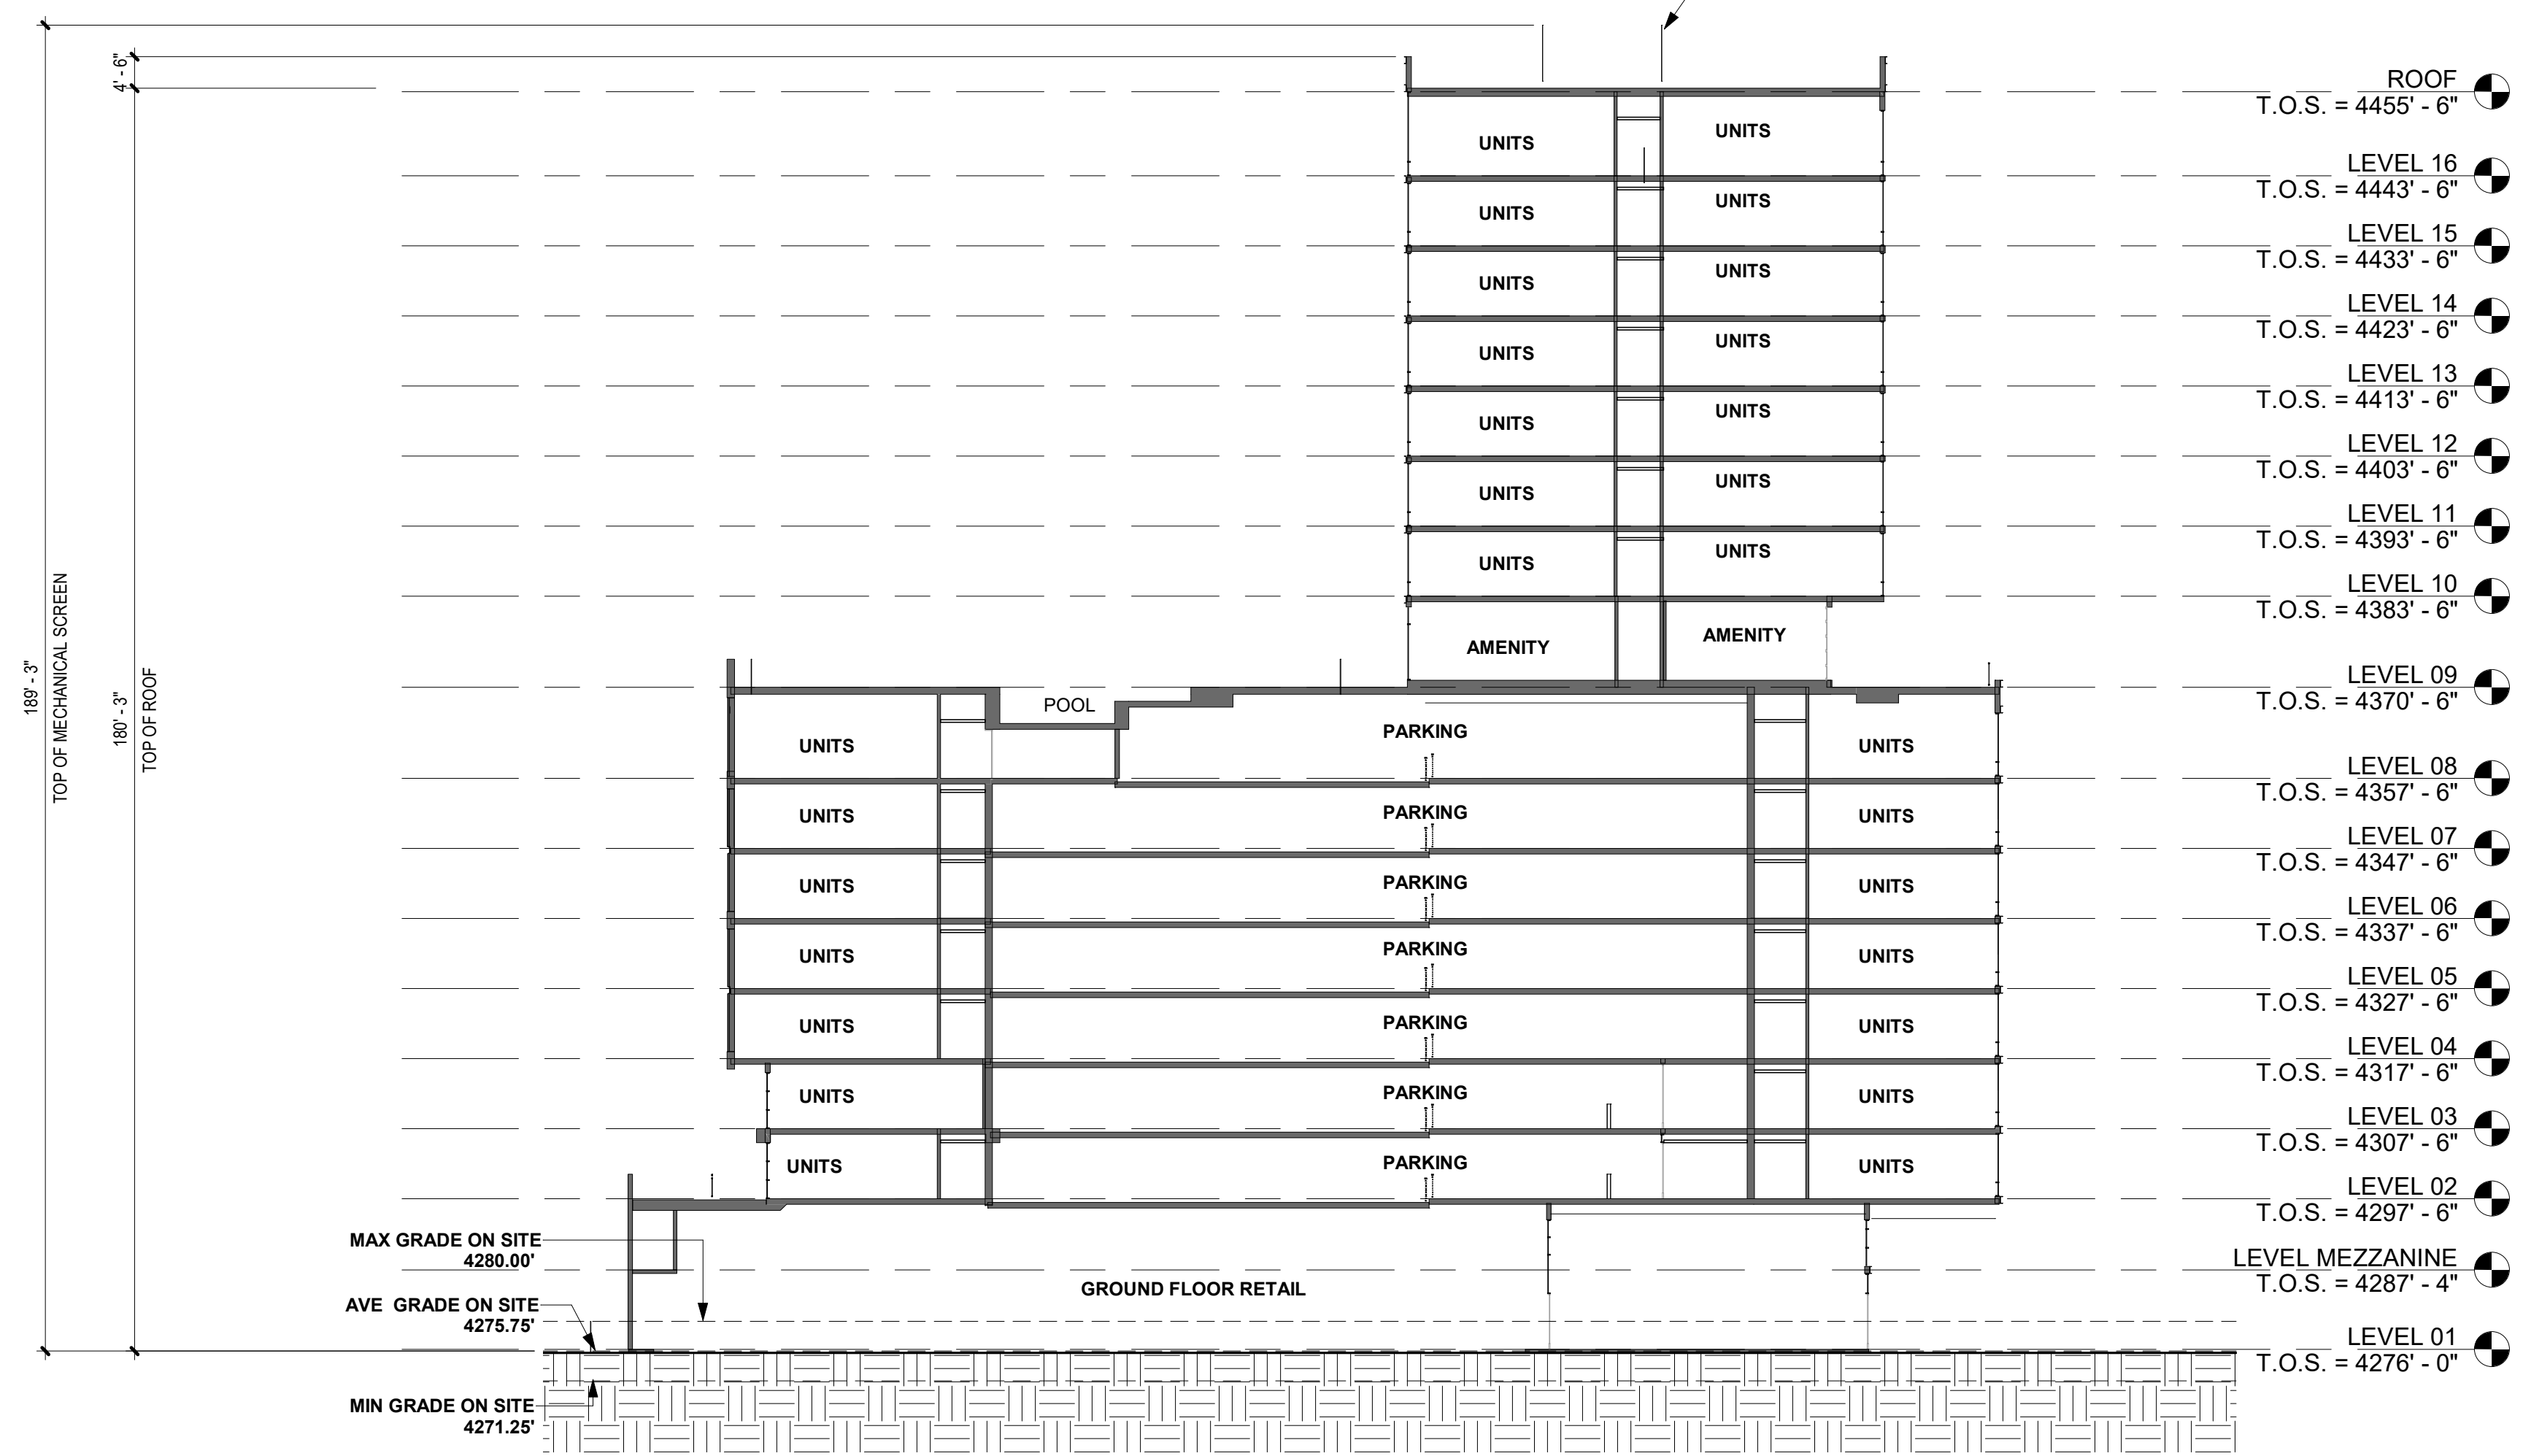 4' - 6"
ROOF
T.O.S. = 4455' - 6"
UNITS
UNITS
LEVEL 16
T.O.S. = 4443' - 6"
UNITS
UNITS
LEVEL 15
T.O.S. = 4433' - 6"
UNITS
UNITS
LEVEL 14
T.O.S. = 4423' - 6"
UNITS
UNITS
LEVEL 13
T.O.S. = 4413' - 6"
UNITS
UNITS
LEVEL 12
T.O.S. = 4403' - 6"
UNITS
UNITS
LEVEL 11
T.O.S. = 4393' - 6"
UNITS
UNITS
LEVEL 10
T.O.S. = 4383' - 6"
AMENITY
AMENITY
189' - 3"
TOP OF MECHANICAL SCREEN
180' - 3"
TOP OF ROOF
LEVEL 09
T.O.S. = 4370' - 6"
POOL
UNITS
PARKING
UNITS
LEVEL 08
T.O.S. = 4357' - 6"
UNITS
PARKING
UNITS
LEVEL 07
T.O.S. = 4347' - 6"
UNITS
PARKING
UNITS
LEVEL 06
T.O.S. = 4337' - 6"
UNITS
PARKING
UNITS
LEVEL 05
T.O.S. = 4327' - 6"
UNITS
PARKING
UNITS
LEVEL 04
T.O.S. = 4317' - 6"
UNITS
PARKING
UNITS
LEVEL 03
T.O.S. = 4307' - 6"
UNITS
PARKING
UNITS
LEVEL 02
T.O.S. = 4297' - 6"
MAX GRADE ON SITE
4280.00'
LEVEL MEZZANINE
T.O.S. = 4287' - 4"
GROUND FLOOR RETAIL
AVE GRADE ON SITE
4275.75'
LEVEL 01
T.O.S. = 4276' - 0"
MIN GRADE ON SITE
4271.25'